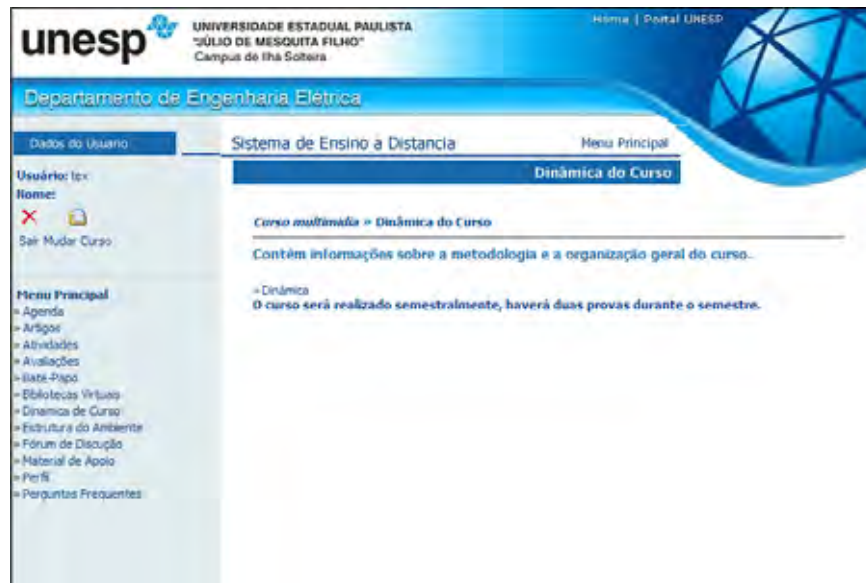 unesp
UNIVERSIDADE ESTADUAL PAULISTA
"JÚLIO DE MESQUITA FILHO"
Campus de Ilha Solteira
Home | Portal UNESP
Departamento de Engenharia Elétrica
Dados do Usuario
Sistema de Ensino a Distancia
Menu Principal
Usuário: tex
Nome:
Sair Mudar Curso
Dinâmica do Curso
Curso multimidia » Dinâmica do Curso
Contém informações sobre a metodologia e a organização geral do curso.
» Dinâmica
O curso será realizado semestralmente, haverá duas provas durante o semestre.
Menu Principal
» Agenda
» Artigos
» Atividades
» Avaliações
» Bate-Papo
» Bibliotecas Virtuais
» Dinamica de Curso
» Estrutura do Ambiente
» Fórum de Discução
» Material de Apoio
» Perfil
» Perguntas Frequentes